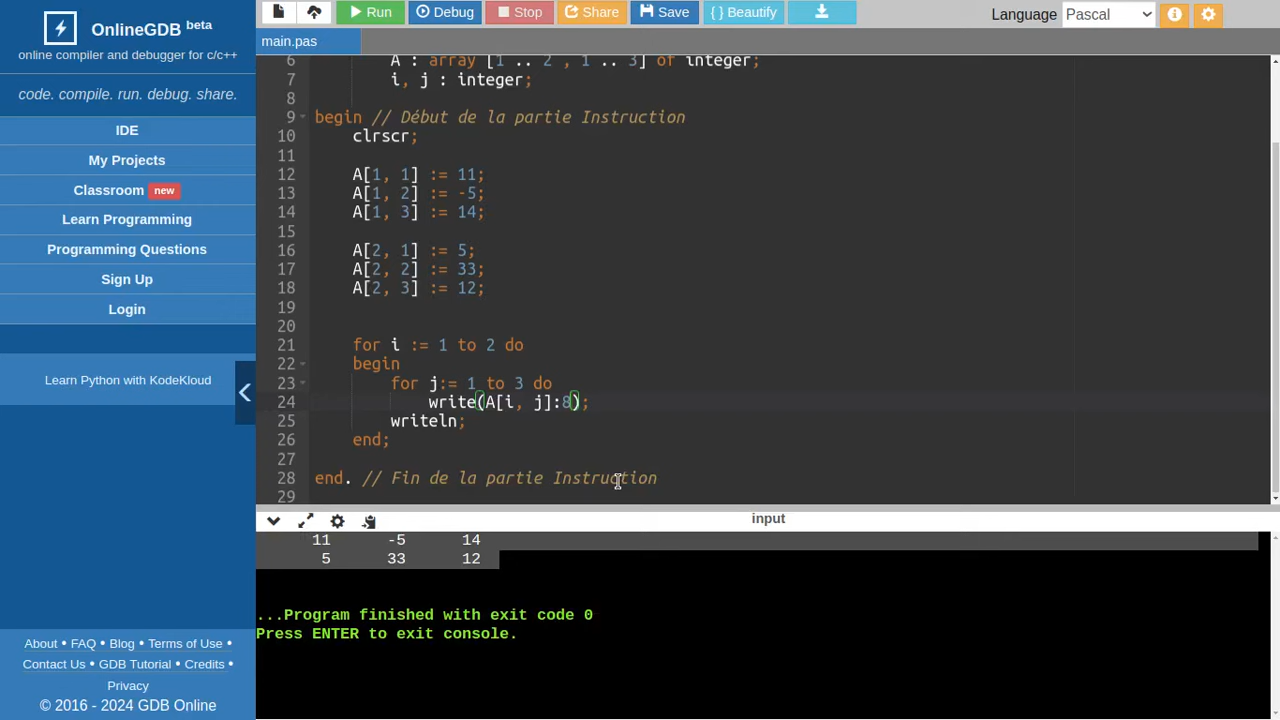 OnlineGDB beta
online compiler and debugger for c/c++
code. compile. run. debug. share.
IDE
My Projects
Classroom new
Learn Programming
Programming Questions
Sign Up
Login
Learn Python with KodeKloud
About • FAQ • Blog • Terms of Use •
Contact Us • GDB Tutorial • Credits •
Privacy
© 2016 - 2024 GDB Online
Run Debug Stop Share Save { } Beautify
Language Pascal
main.pas
6 A : array [1 .. 2 , 1 .. 3] of integer;
7 i, j : integer;
8
9 begin // Début de la partie Instruction
10 clrscr;
11
12 A[1, 1] := 11;
13 A[1, 2] := -5;
14 A[1, 3] := 14;
15
16 A[2, 1] := 5;
17 A[2, 2] := 33;
18 A[2, 3] := 12;
19
20
21 for i := 1 to 2 do
22 begin
23 for j:= 1 to 3 do
24 write(A[i, j]:8);
25 writeln;
26 end;
27
28 end. // Fin de la partie Instruction
29
input
11 -5 14
5 33 12
...Program finished with exit code 0
Press ENTER to exit console.